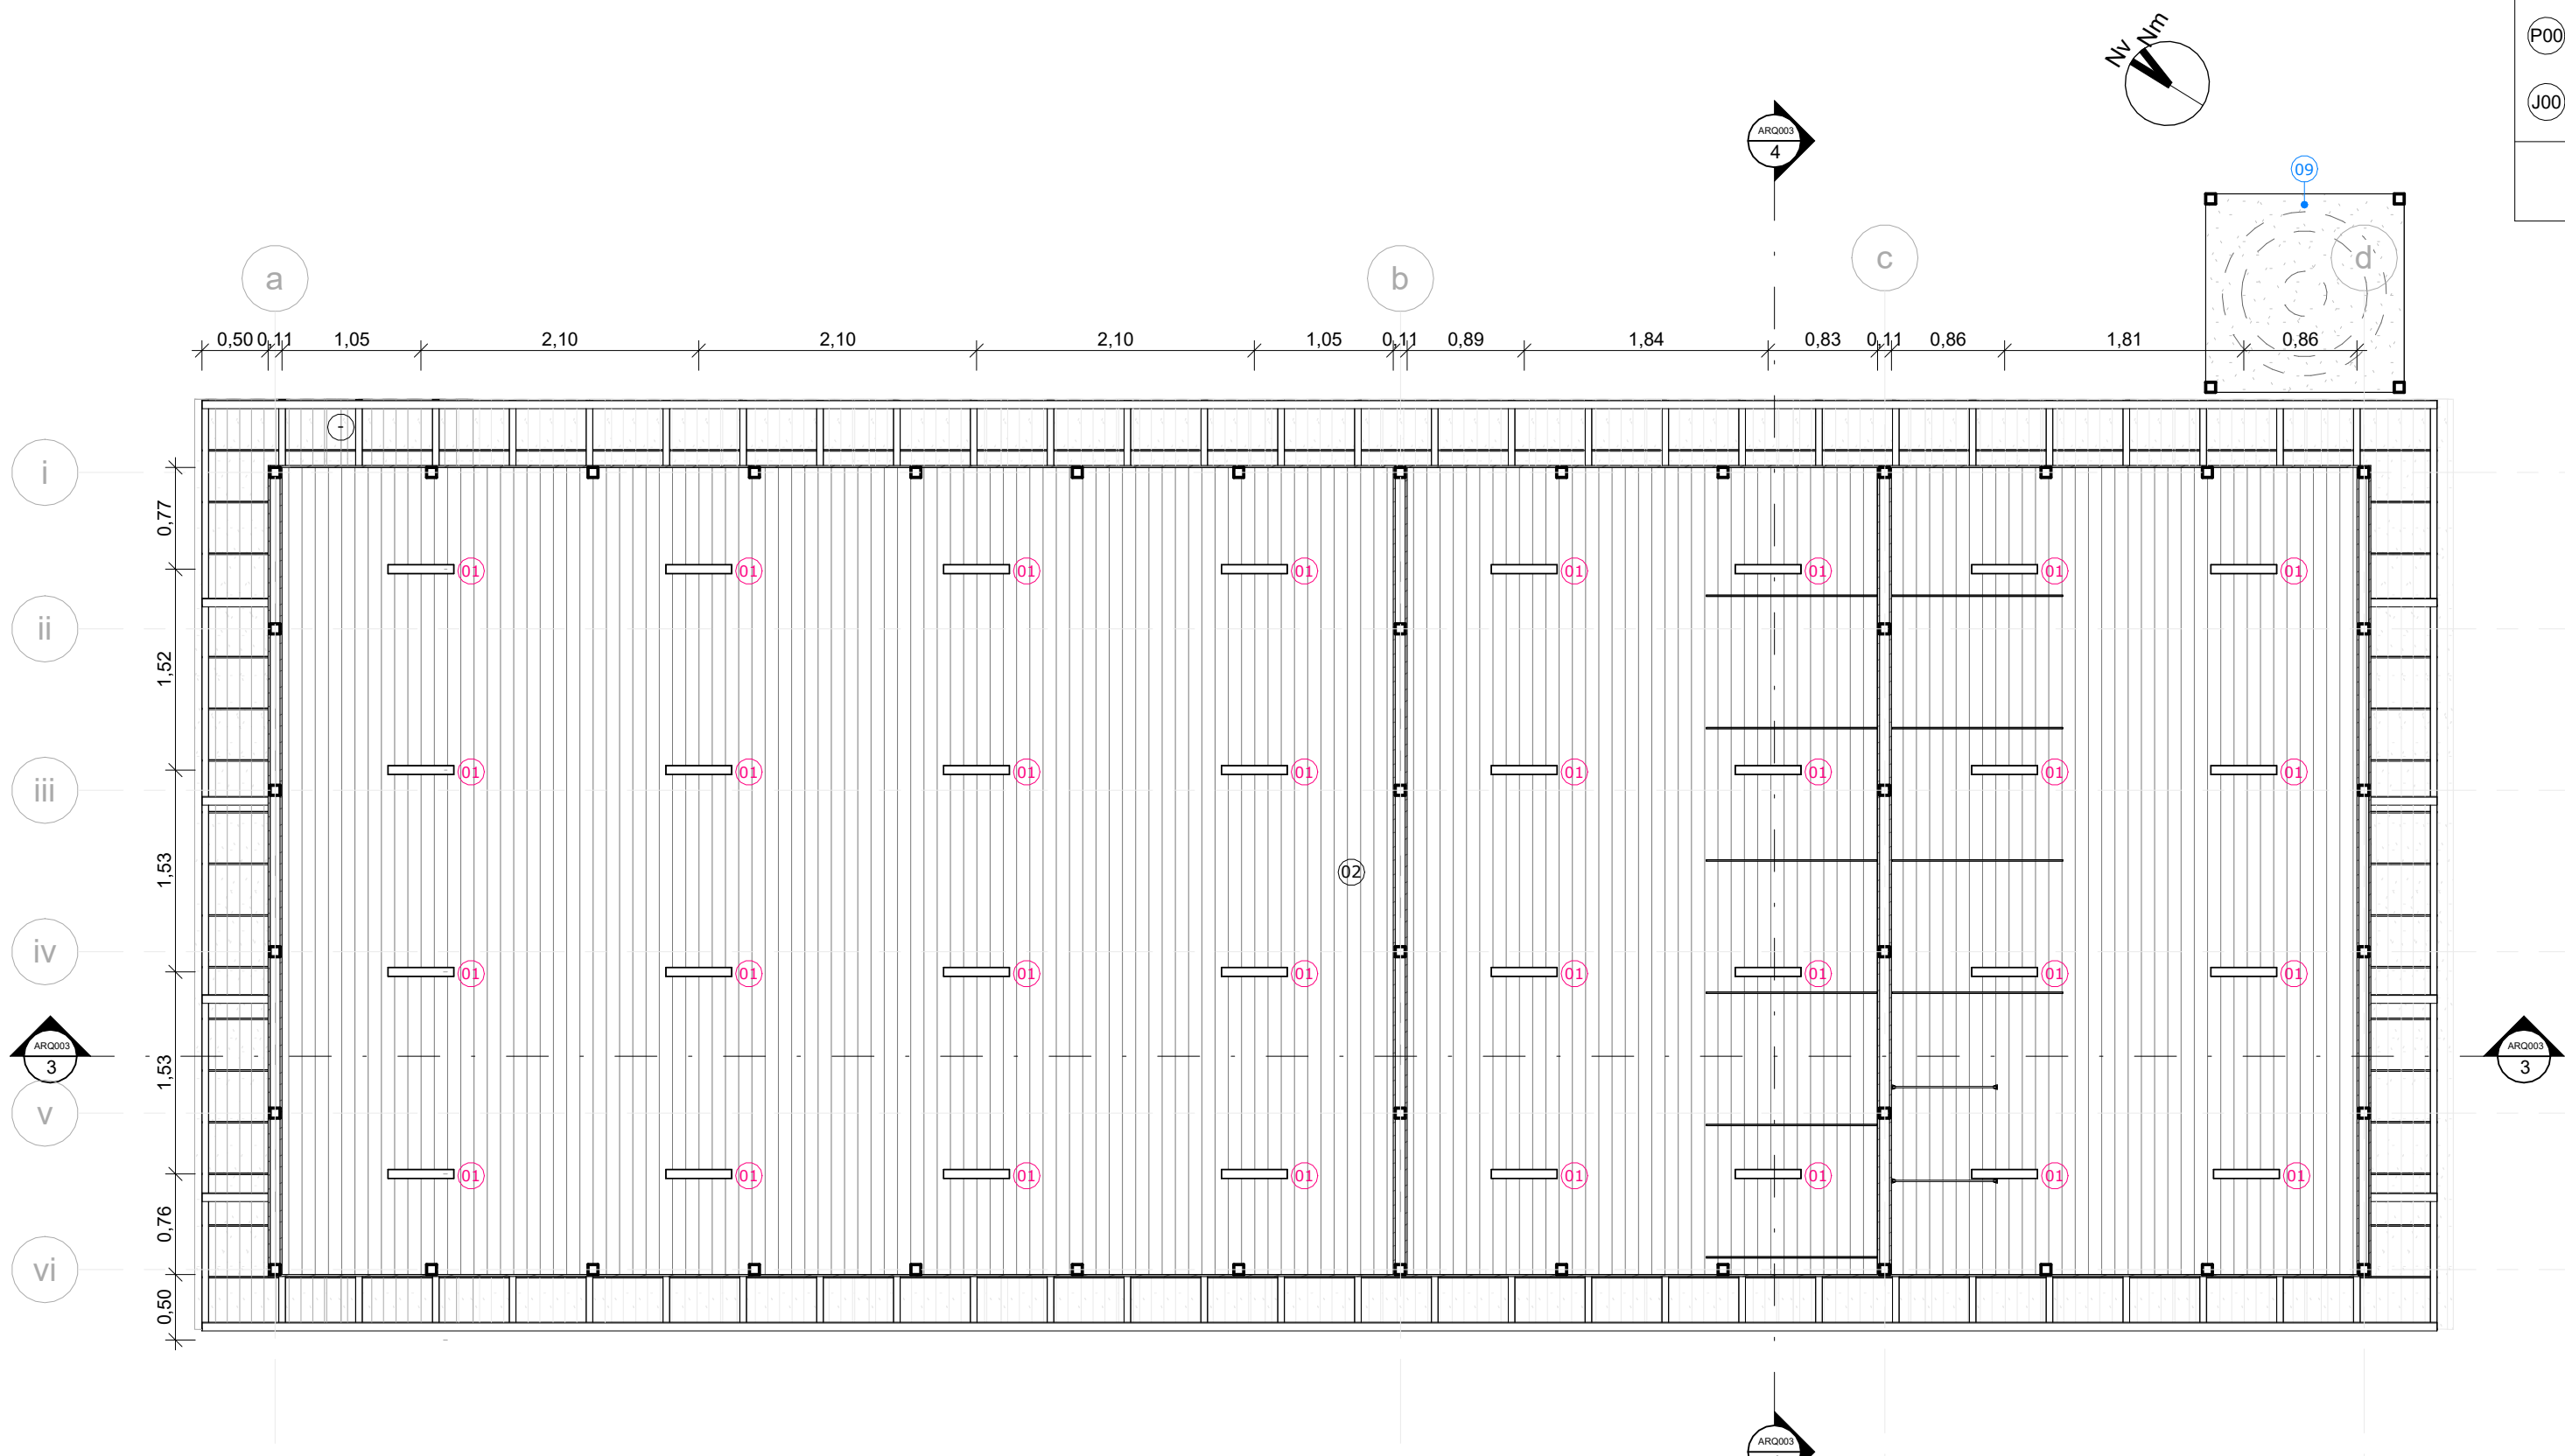 Nv Nm
P00
J00
ARQ003
4
09
a b c d
0,50 0,11 1,05 2,10 2,10 2,10 1,05 0,11 0,89 1,84 0,83 0,11 0,86 1,81 0,86
-
i
0,77
01 01 01 01 01 01 01 01
ii
1,52
01 01 01 01 01 01 01 01
iii
1,53
02
iv
01 01 01 01 01 01 01 01
ARQ003
3
1,53
ARQ003
3
v
01 01 01 01 01 01 01 01
0,76
vi
0,50
ARQ003